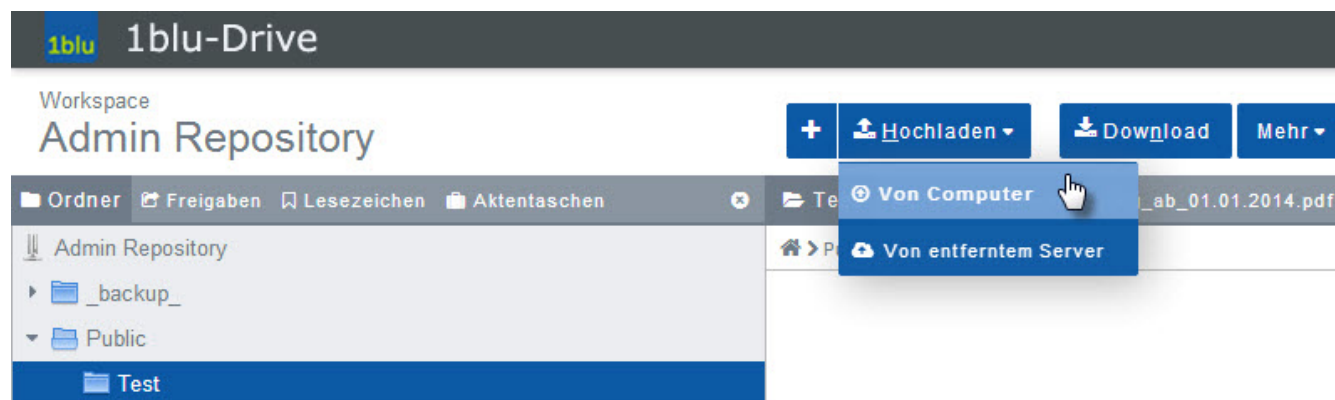 1blu 1blu-Drive
Workspace
Admin Repository
Hochladen Download Mehr
Ordner Freigaben Lesezeichen Aktentaschen
Te
_ab_01.01.2014.pdf
Von Computer
Admin Repository
Von entferntem Server
_backup_
Public
Test